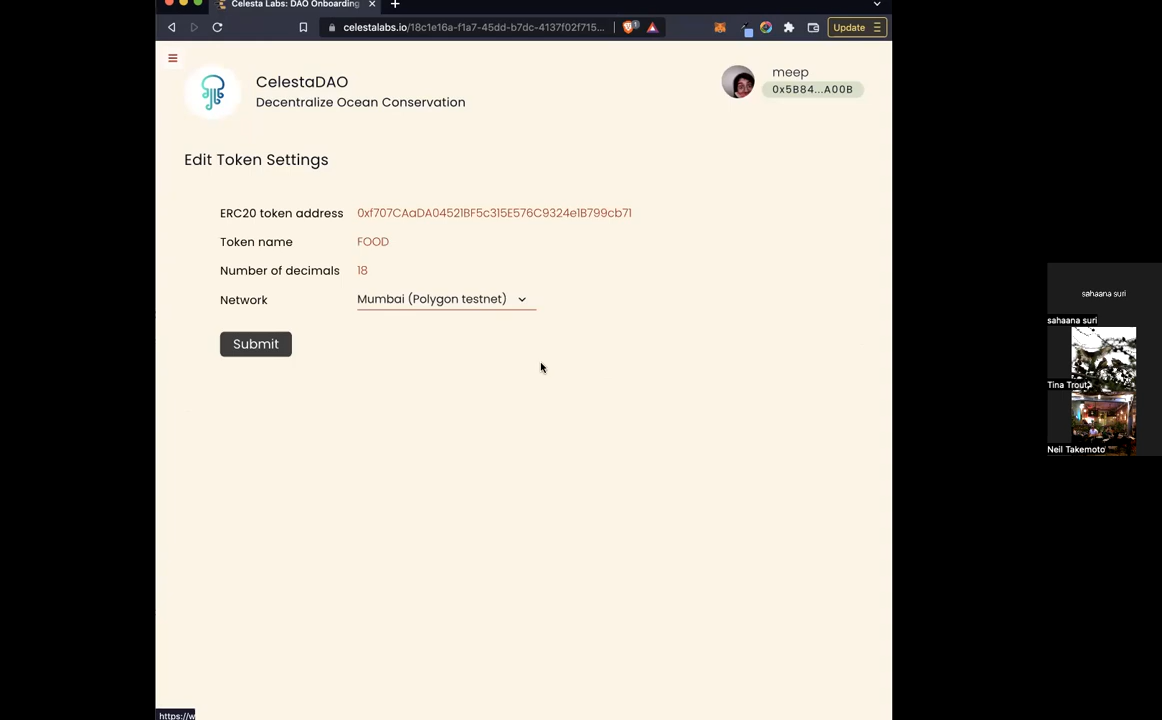 Celesta Labs: DAO Onboarding
celestalabs.io/18c1e16a-f1a7-45dd-b7dc-4137f02f715...
1
Update
CelestaDAO
Decentralize Ocean Conservation
meep
0x5B84...A00B
Edit Token Settings
ERC20 token address 0xf707CAaDA04521BF5c315E576C9324e1B799cb71
Token name FOOD
Number of decimals 18
Network Mumbai (Polygon testnet)
Submit
sahaana suri
sahaana suri
Tina Trout
Neil Takemoto
https://w